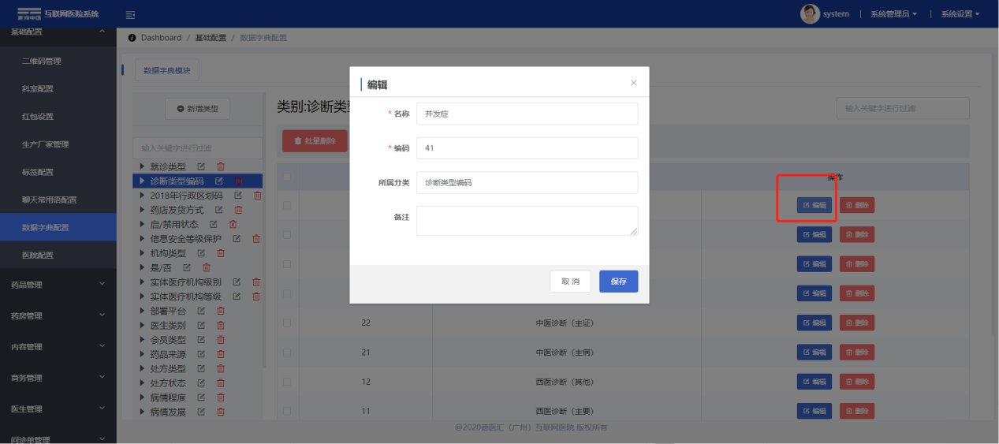 东海中医 互联网医院系统
system | 系统管理员 | 系统设置
基础配置
二维码管理
科室配置
红包设置
生产厂家管理
标签配置
聊天常用语配置
数据字典配置
医院配置
药品管理
药房管理
内容管理
商务管理
医生管理
问诊单管理
Dashboard / 基础配置 / 数据字典配置
数据字典模块
新增类型
输入关键字进行过滤
就诊类型
诊断类型编码
2018年行政区划码
药店发货方式
启/禁用状态
信息安全等级保护
机构类型
是/否
实体医疗机构级别
实体医疗机构等级
部署平台
医生类别
会员类型
药品来源
处方类型
处方状态
病情程度
病情发展
类别:诊断类
输入关键字进行过滤
批量删除
操作
编辑 删除
编辑 删除
编辑 删除
编辑 删除
22 中医诊断（主证） 编辑 删除
21 中医诊断（主病） 编辑 删除
12 西医诊断（其他） 编辑 删除
11 西医诊断（主要） 编辑 删除
编辑 ×
* 名称 并发症
* 编码 41
所属分类 诊断类型编码
备注
取消 保存
@2020德医汇（广州）互联网医院 版权所有